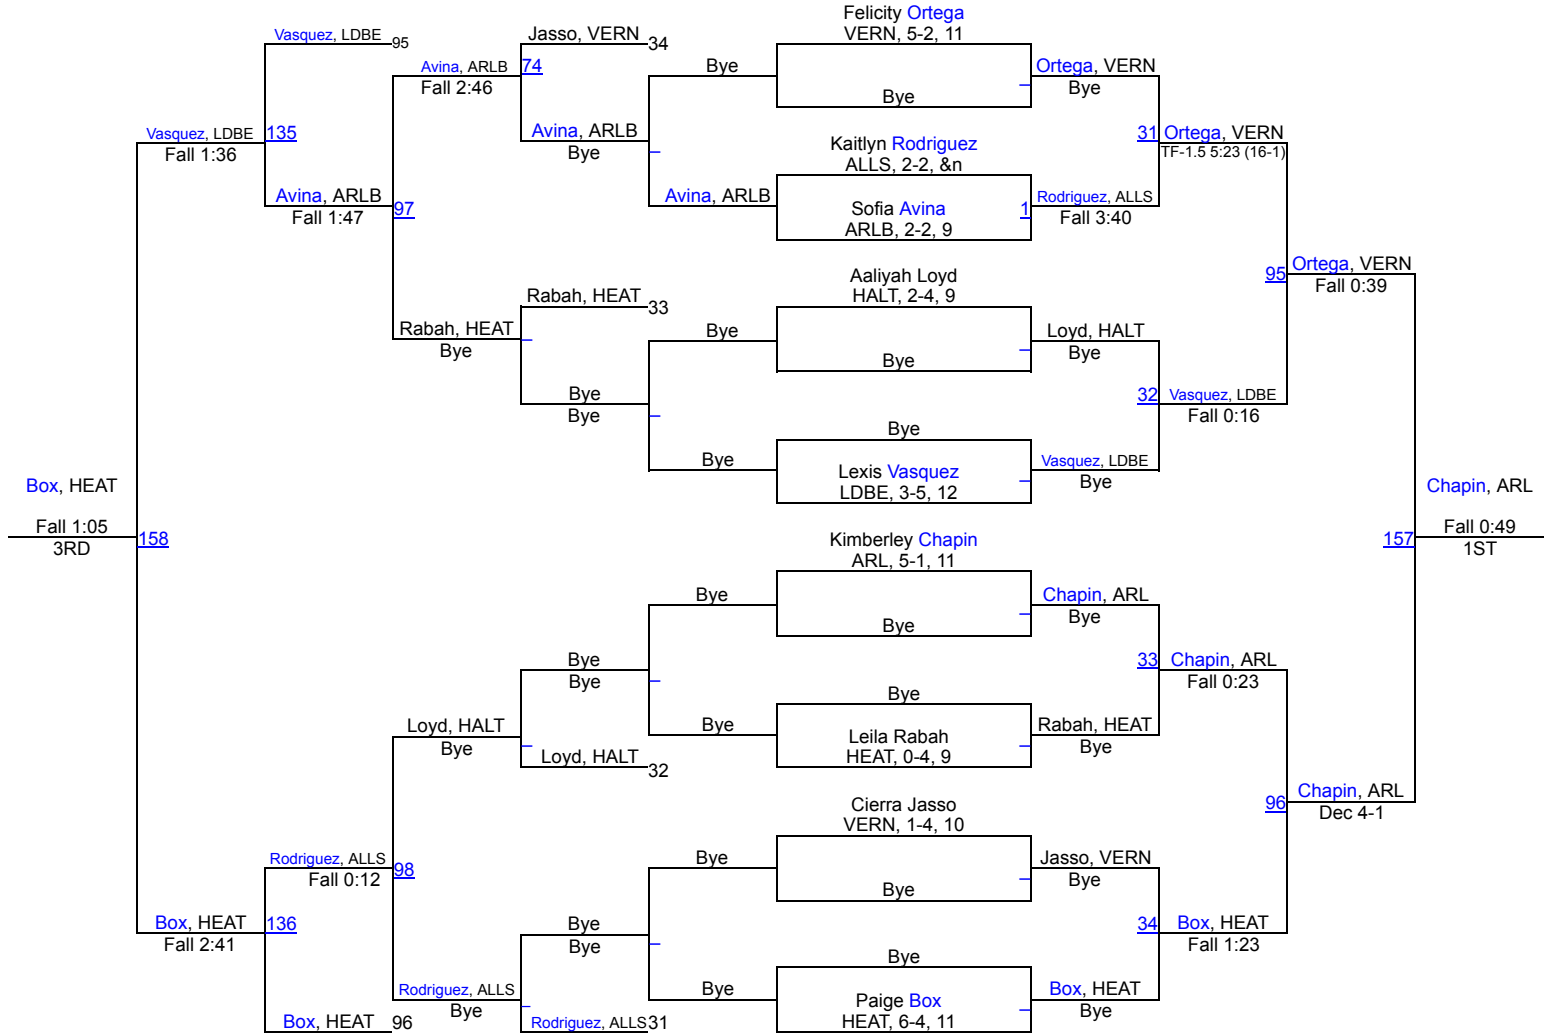 Felicity Ortega
VERN, 5-2, 11
Bye
Kaitlyn Rodriguez
ALLS, 2-2, &n
Sofia Avina
ARLB, 2-2, 9
1
Aaliyah Loyd
HALT, 2-4, 9
Bye
Bye
Lexis Vasquez
LDBE, 3-5, 12
Kimberley Chapin
ARL, 5-1, 11
Bye
Bye
Leila Rabah
HEAT, 0-4, 9
Cierra Jasso
VERN, 1-4, 10
Bye
Bye
Paige Box
HEAT, 6-4, 11
Ortega, VERN
Bye
Rodriguez, ALLS
Fall 3:40
Loyd, HALT
Bye
Vasquez, LDBE
Bye
Chapin, ARL
Bye
Rabah, HEAT
Bye
Jasso, VERN
Bye
Box, HEAT
Bye
31
Ortega, VERN
TF-1.5 5:23 (16-1)
32
Vasquez, LDBE
Fall 0:16
33
Chapin, ARL
Fall 0:23
34
Box, HEAT
Fall 1:23
95
Ortega, VERN
Fall 0:39
96
Chapin, ARL
Dec 4-1
157
Chapin, ARL
Fall 0:49
1ST
Bye
Avina, ARLB
Bye
Bye
Bye
Bye
Bye
Bye
Jasso, VERN
34
Avina, ARLB
Bye
Rabah, HEAT
33
Bye
Bye
Bye
Bye
Loyd, HALT
32
Bye
Bye
Rodriguez, ALLS
31
74
Avina, ARLB
Fall 2:46
Rabah, HEAT
Bye
Loyd, HALT
Bye
Rodriguez, ALLS
Bye
Vasquez, LDBE
95
97
Avina, ARLB
Fall 1:47
98
Rodriguez, ALLS
Fall 0:12
Box, HEAT
96
135
Vasquez, LDBE
Fall 1:36
136
Box, HEAT
Fall 2:41
158
Box, HEAT
Fall 1:05
3RD